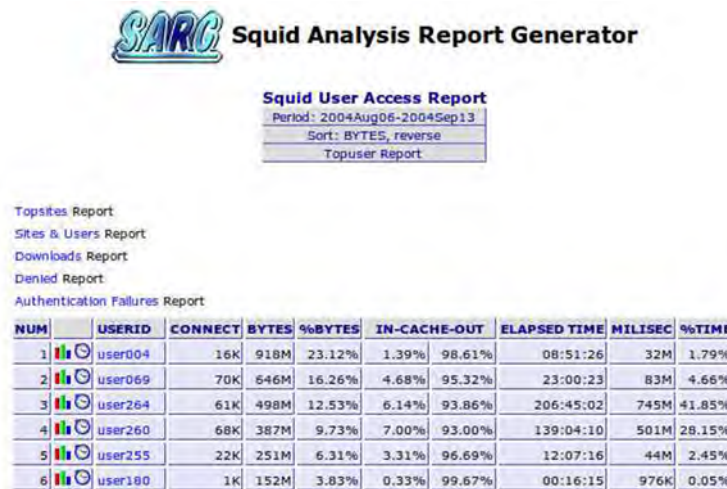 SARG Squid Analysis Report Generator
Squid User Access Report
Period: 2004Aug06-2004Sep13
Sort: BYTES, reverse
Topuser Report
Topsites Report
Sites & Users Report
Downloads Report
Denied Report
Authentication Failures Report
NUM USERID CONNECT BYTES %BYTES IN-CACHE-OUT ELAPSED TIME MILISEC %TIME
1 user004 16K 918M 23.12% 1.39% 98.61% 08:51:26 32M 1.79%
2 user069 70K 646M 16.26% 4.68% 95.32% 23:00:23 83M 4.66%
3 user264 61K 498M 12.53% 6.14% 93.86% 206:45:02 745M 41.85%
4 user260 68K 387M 9.73% 7.00% 93.00% 139:04:10 501M 28.15%
5 user255 22K 251M 6.31% 3.31% 96.69% 12:07:16 44M 2.45%
6 user180 1K 152M 3.83% 0.33% 99.67% 00:16:15 976K 0.05%